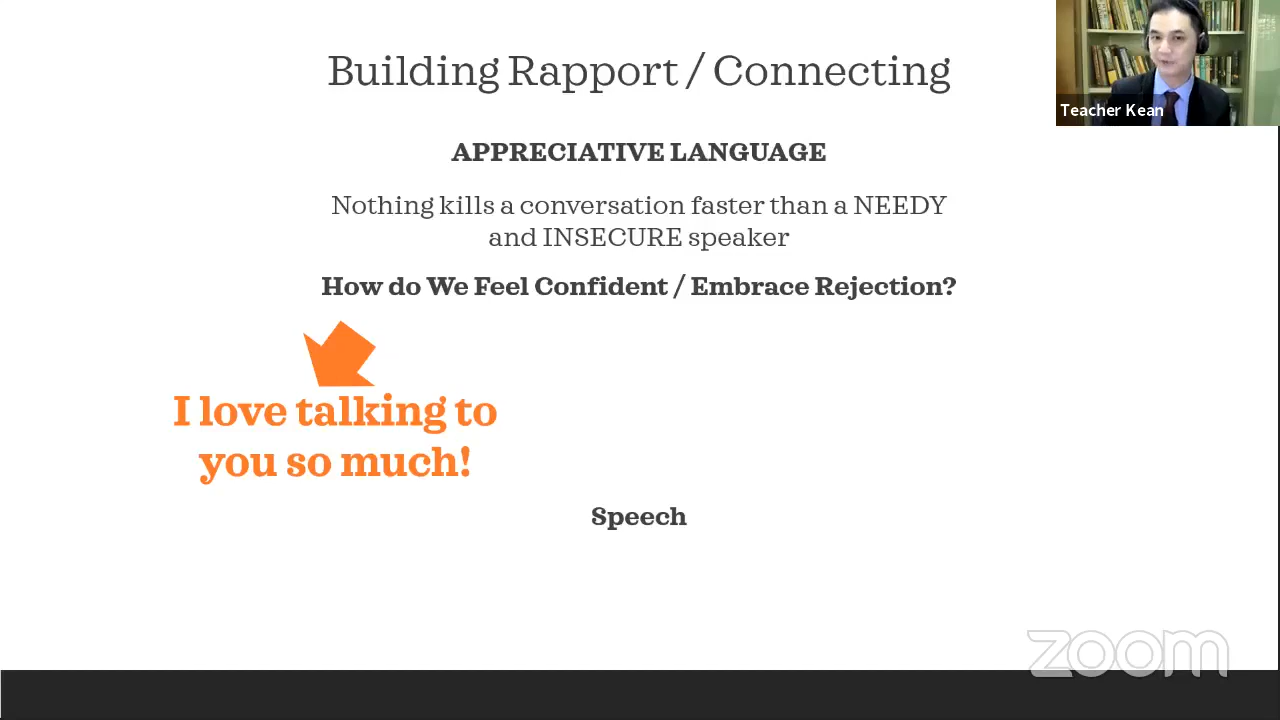 Building Rapport / Connecting
Teacher Kean
APPRECIATIVE LANGUAGE
Nothing kills a conversation faster than a NEEDY
and INSECURE speaker
How do We Feel Confident / Embrace Rejection?
I love talking to
you so much!
Speech
zoom